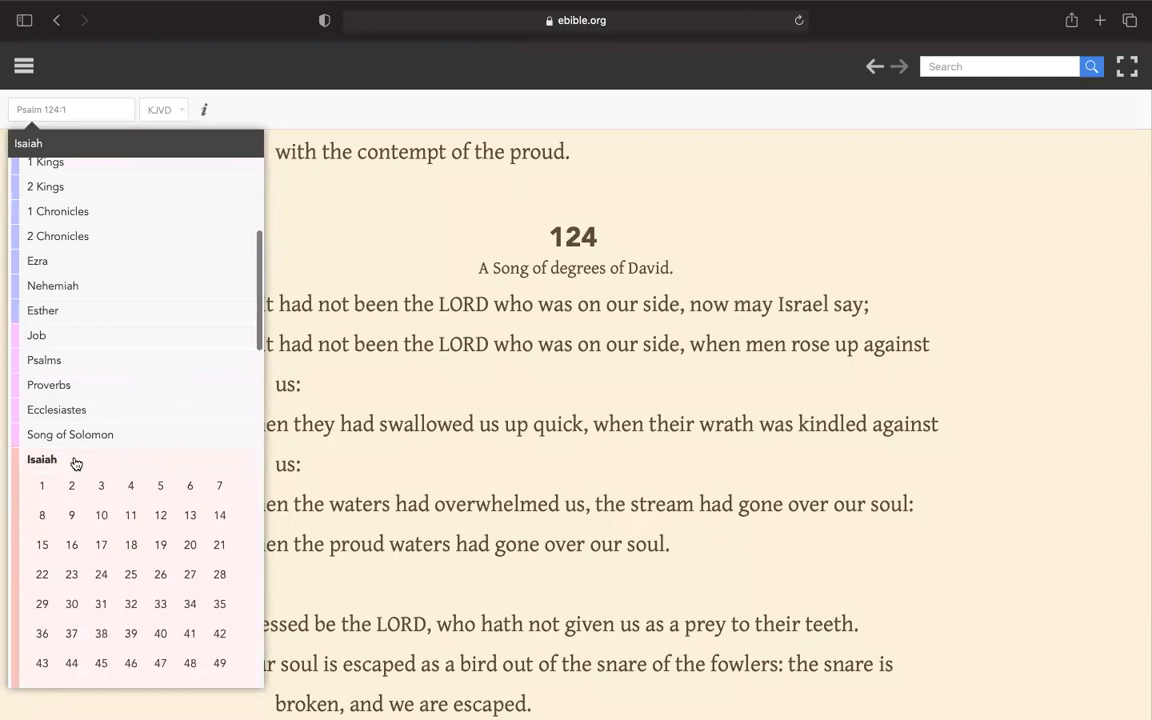 ebible.org
Search
Psalm 124:1
KJVD
i
Isaiah
1 Kings
2 Kings
1 Chronicles
2 Chronicles
Ezra
Nehemiah
Esther
Job
Psalms
Proverbs
Ecclesiastes
Song of Solomon
Isaiah
1 2 3 4 5 6 7
8 9 10 11 12 13 14
15 16 17 18 19 20 21
22 23 24 25 26 27 28
29 30 31 32 33 34 35
36 37 38 39 40 41 42
43 44 45 46 47 48 49
with the contempt of the proud.
124
A Song of degrees of David.
it had not been the LORD who was on our side, now may Israel say;
it had not been the LORD who was on our side, when men rose up against
us:
en they had swallowed us up quick, when their wrath was kindled against
us:
en the waters had overwhelmed us, the stream had gone over our soul:
en the proud waters had gone over our soul.
essed be the LORD, who hath not given us as a prey to their teeth.
r soul is escaped as a bird out of the snare of the fowlers: the snare is
broken, and we are escaped.